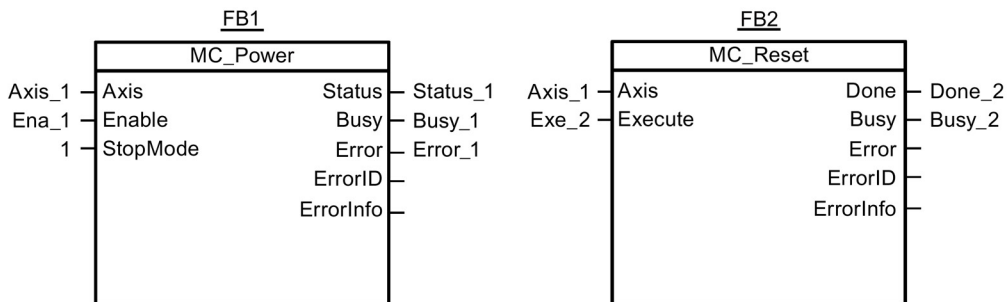 FB1
MC_Power
Axis_1 Axis Status Status_1
Ena_1 Enable Busy Busy_1
1 StopMode Error Error_1
ErrorID
ErrorInfo
FB2
MC_Reset
Axis_1 Axis Done Done_2
Exe_2 Execute Busy Busy_2
Error
ErrorID
ErrorInfo